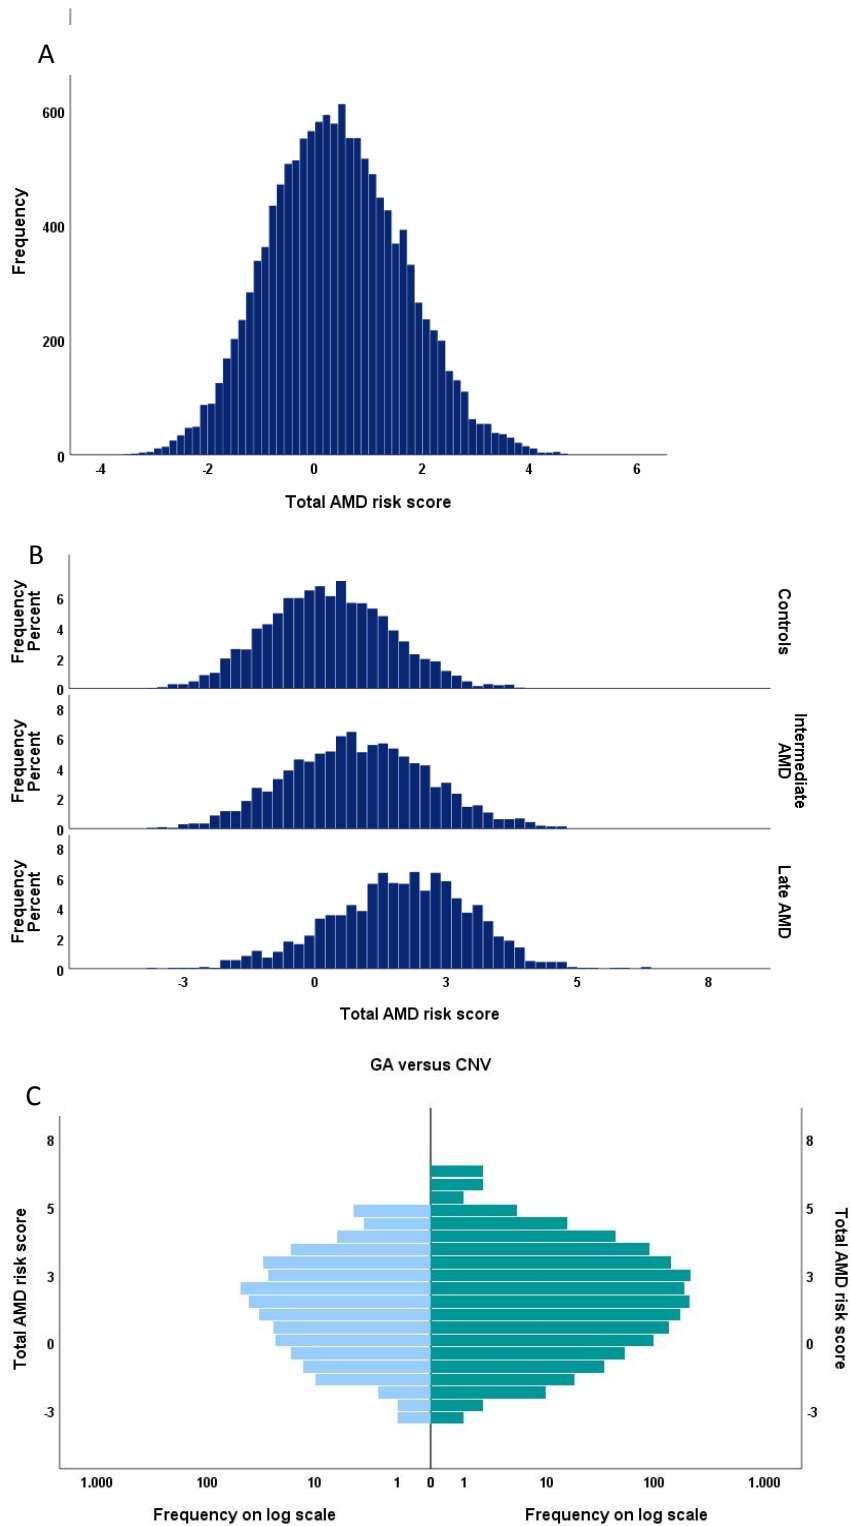 A
600
400
200
0
Frequency
-4 -2 0 2 4 6
Total AMD risk score
B
Frequency
Percent
6
4
2
0
Controls
Frequency
Percent
8
6
4
2
0
Intermediate
AMD
Frequency
Percent
8
6
4
2
0
Late AMD
-3 0 3 5 8
Total AMD risk score
GA versus CNV
C
Total AMD risk score
8
5
3
0
-3
8
5
3
0
-3
Total AMD risk score
1.000 100 10 1 0 1 10 100 1.000
Frequency on log scale Frequency on log scale